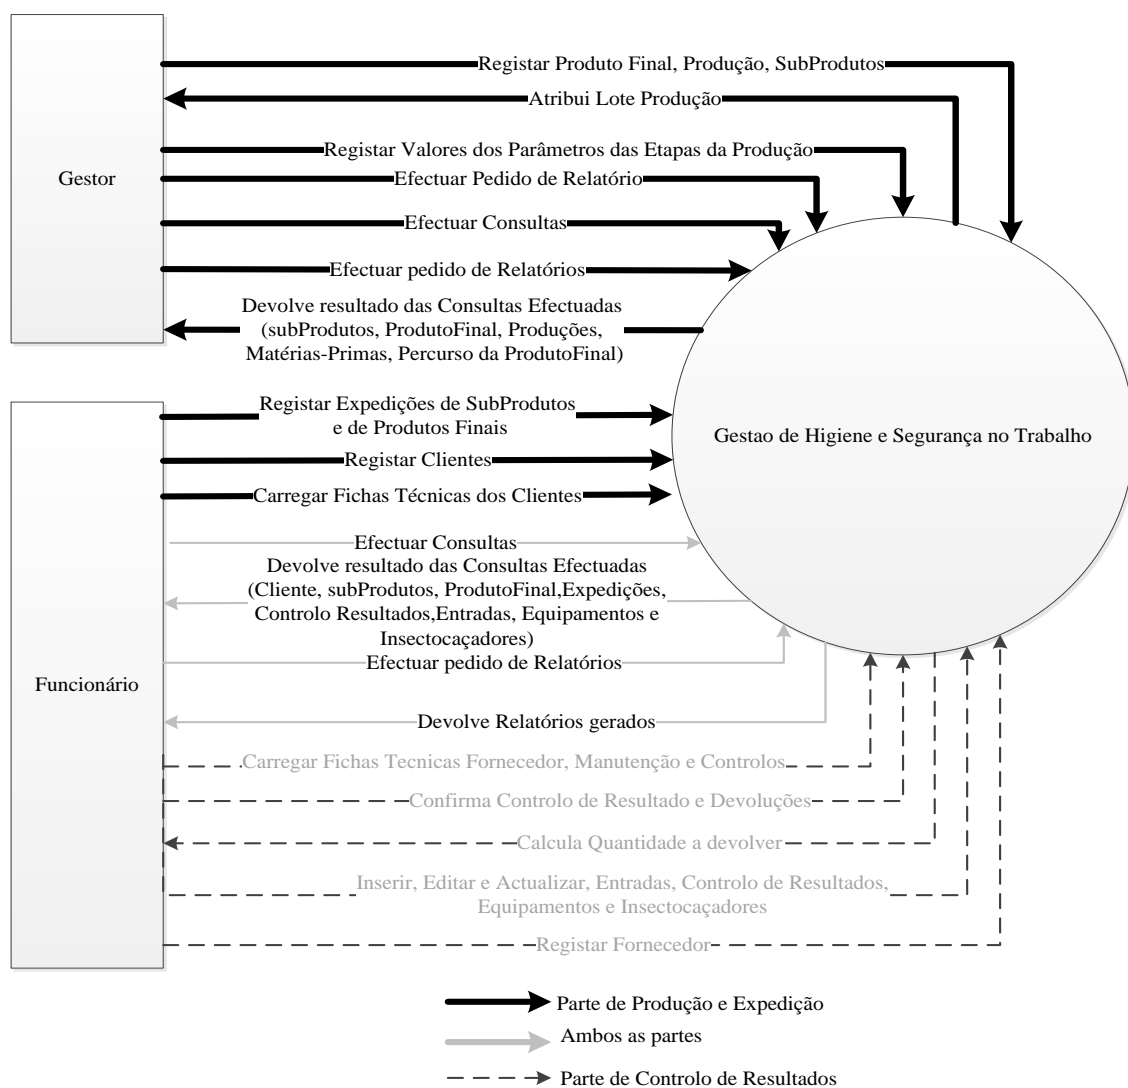 Registar Produto Final, Produção, SubProdutos
Atribui Lote Produção
Registar Valores dos Parâmetros das Etapas da Produção
Gestor
Efectuar Pedido de Relatório
Efectuar Consultas
Efectuar pedido de Relatórios
Devolve resultado das Consultas Efectuadas
(subProdutos, ProdutoFinal, Produções,
Matérias-Primas, Percurso da ProdutoFinal)
Registar Expedições de SubProdutos
e de Produtos Finais
Gestao de Higiene e Segurança no Trabalho
Registar Clientes
Carregar Fichas Técnicas dos Clientes
Efectuar Consultas
Devolve resultado das Consultas Efectuadas
(Cliente, subProdutos, ProdutoFinal,Expedições,
Controlo Resultados,Entradas, Equipamentos e
Insectocaçadores)
Efectuar pedido de Relatórios
Funcionário
Devolve Relatórios gerados
Carregar Fichas Tecnicas Fornecedor, Manutenção e Controlos
Confirma Controlo de Resultado e Devoluções
Calcula Quantidade a devolver
Inserir, Editar e Actualizar, Entradas, Controlo de Resultados,
Equipamentos e Insectocaçadores
Registar Fornecedor
Parte de Produção e Expedição
Ambos as partes
Parte de Controlo de Resultados